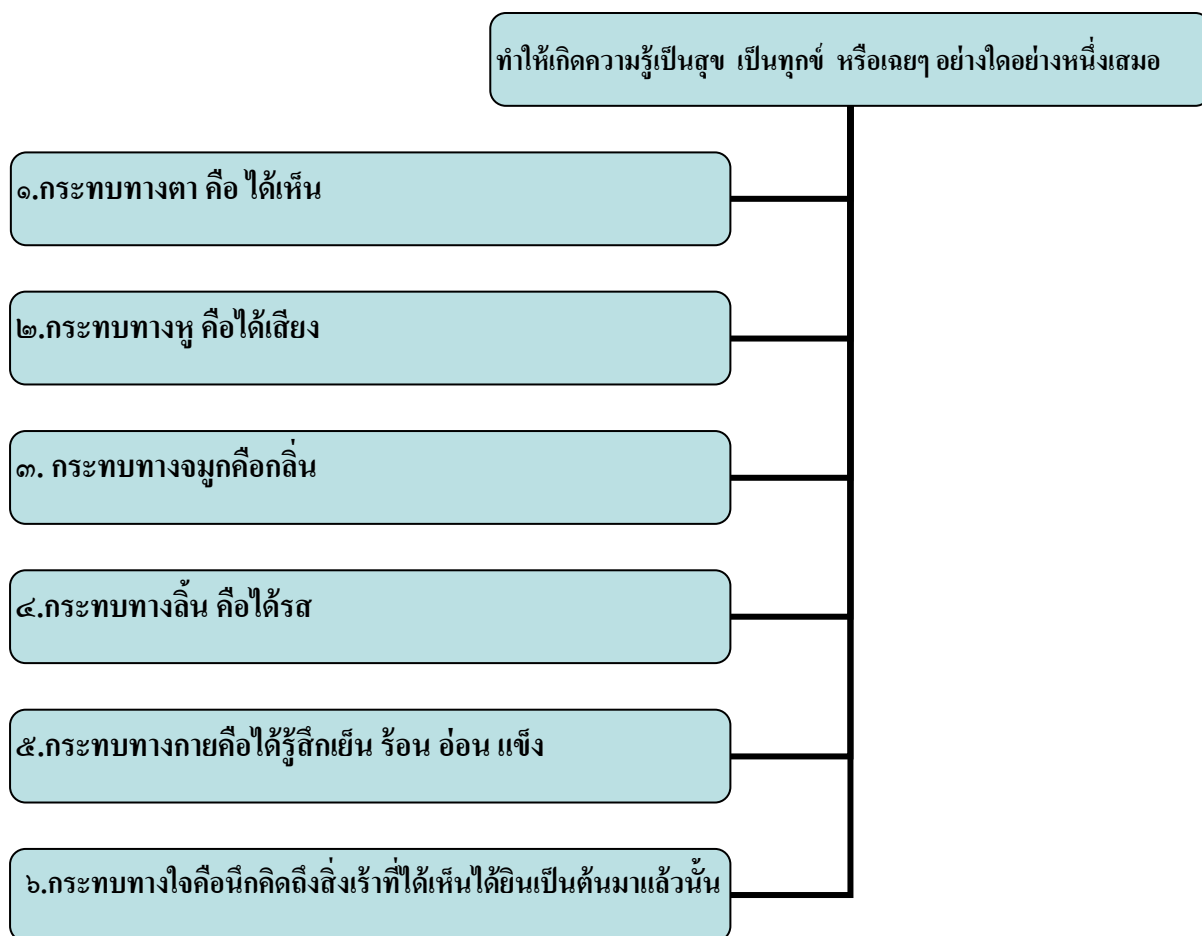 ทำให้เกิดความรู้เป็นสุข เป็นทุกข์ หรือเฉยๆ อย่างใดอย่างหนึ่งเสมอ
๑.กระทบทางตา คือ ได้เห็น
๒.กระทบทางหู คือได้เสียง
๓. กระทบทางจมูกคือกลิ่น
๔.กระทบทางลิ้น คือได้รส
๕.กระทบทางกายคือได้รู้สึกเย็น ร้อน อ่อน แข็ง
๖.กระทบทางใจคือนึกคิดถึงสิ่งเร้าที่ได้เห็นได้ยินเป็นต้นมาแล้วนั้น